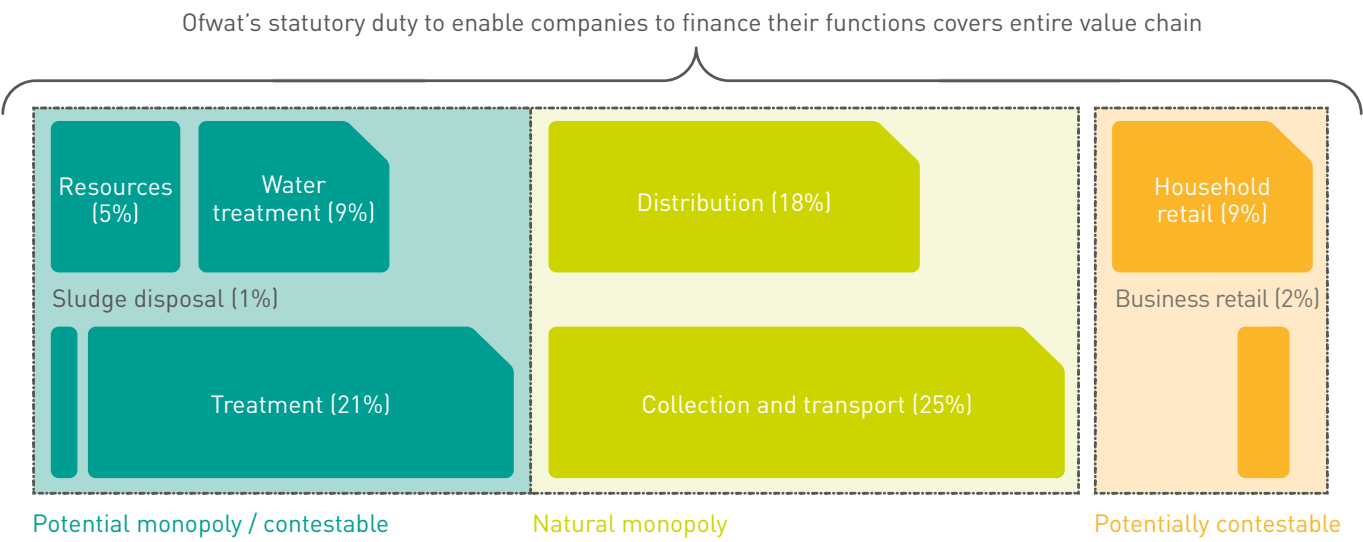 Ofwat's statutory duty to enable companies to finance their functions covers entire value chain
Resources
(5%)
Water
treatment (9%)
Distribution (18%)
Household
retail (9%)
Sludge disposal (1%)
Business retail (2%)
Treatment (21%)
Collection and transport (25%)
Potential monopoly / contestable
Natural monopoly
Potentially contestable